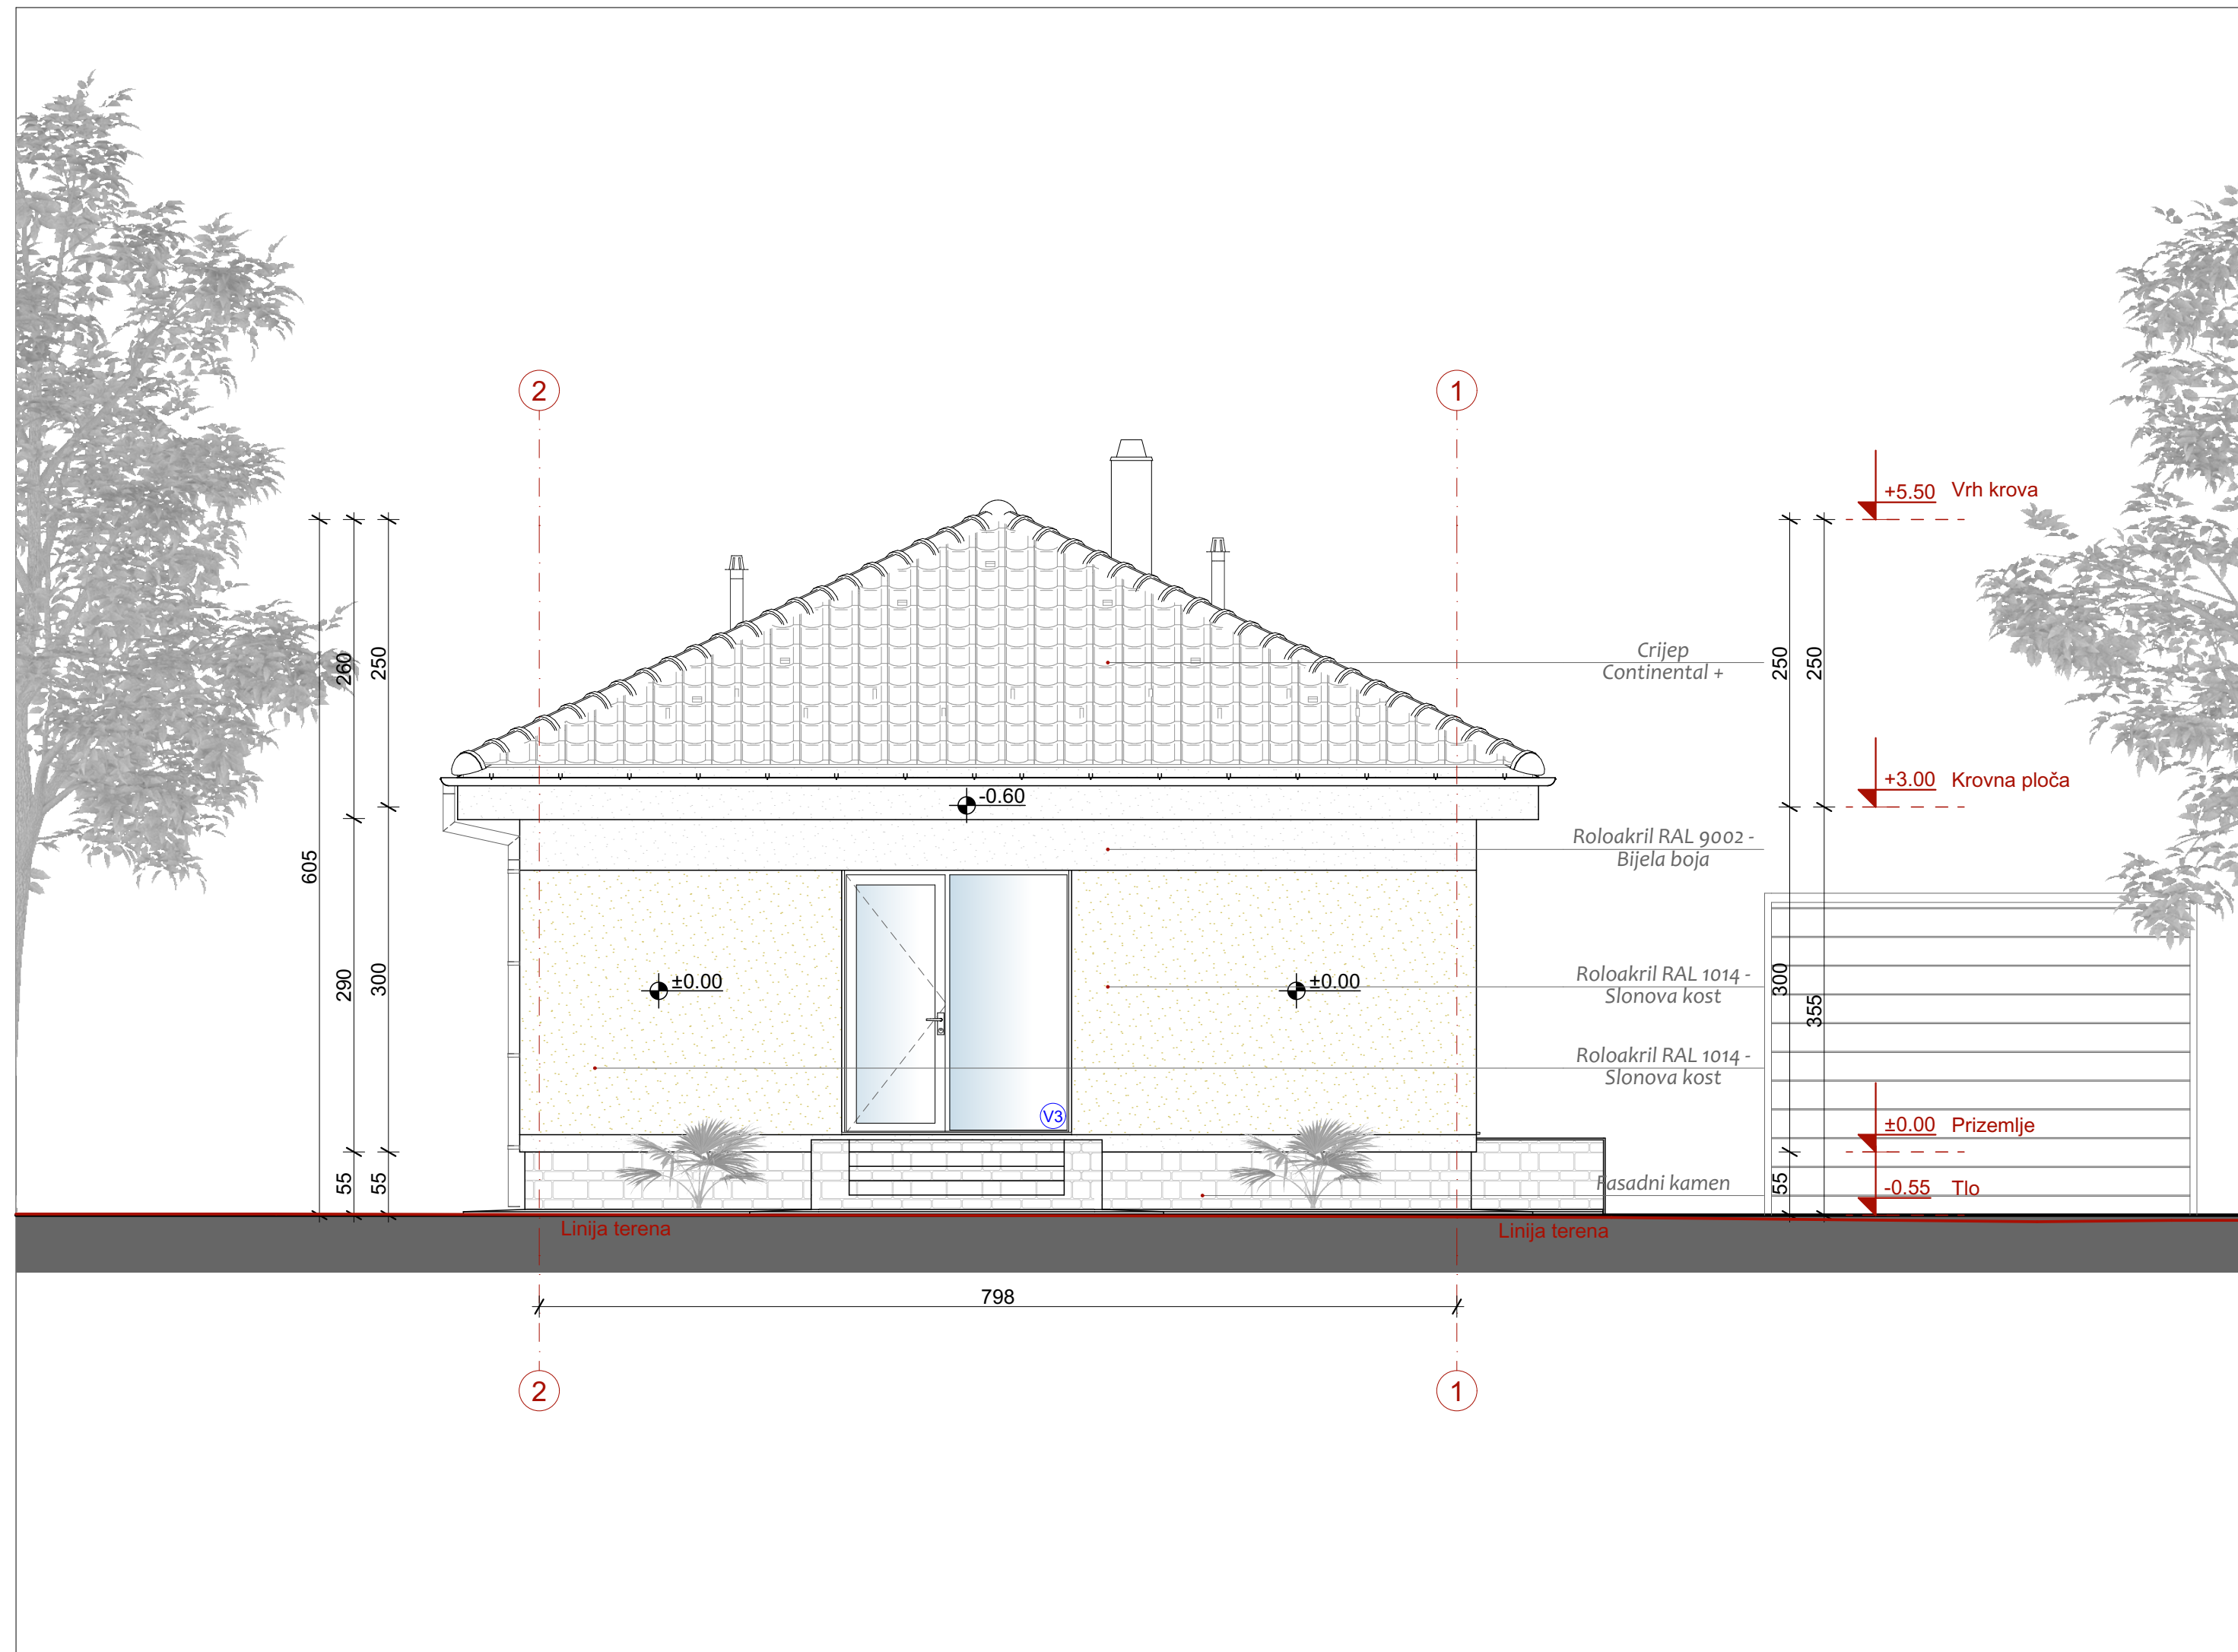 2
1
+5.50 Vrh krova
260
250
Crijep
Continental +
250
250
+3.00 Krovna ploča
-0.60
Roloakril RAL 9002 -
Bijela boja
605
290
300
±0.00
±0.00
Roloakril RAL 1014 -
Slonova kost
300
355
Roloakril RAL 1014 -
Slonova kost
V3
±0.00 Prizemlje
55
55
Fasadni kamen
55
-0.55 Tlo
Linija terena
Linija terena
798
2
1